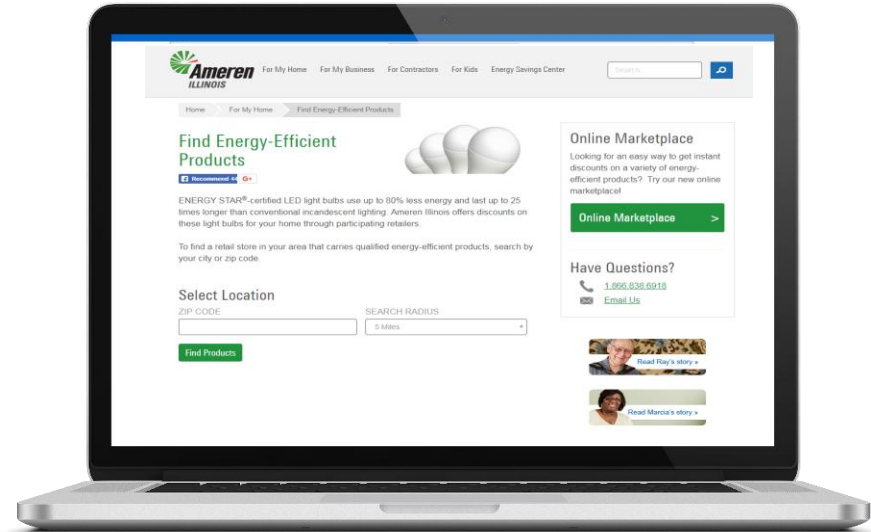 Ameren
ILLINOIS
For My Home For My Business For Contractors For Kids Energy Savings Center
Search
Home For My Home Find Energy-Efficient Products
Find Energy-Efficient
Products
Recommend
G+
ENERGY STAR®-certified LED light bulbs use up to 80% less energy and last up to 25
times longer than conventional incandescent lighting. Ameren Illinois offers discounts on
these light bulbs for your home through participating retailers.
To find a retail store in your area that carries qualified energy-efficient products, search by
your city or zip code.
Select Location
ZIP CODE SEARCH RADIUS
5 Miles
Find Products
Online Marketplace
Looking for an easy way to get instant
discounts on a variety of energy-
efficient products? Try our new online
marketplace!
Online Marketplace >
Have Questions?
1.866.838.6918
Email Us
Read Ray's story »
Read Marcia's story »